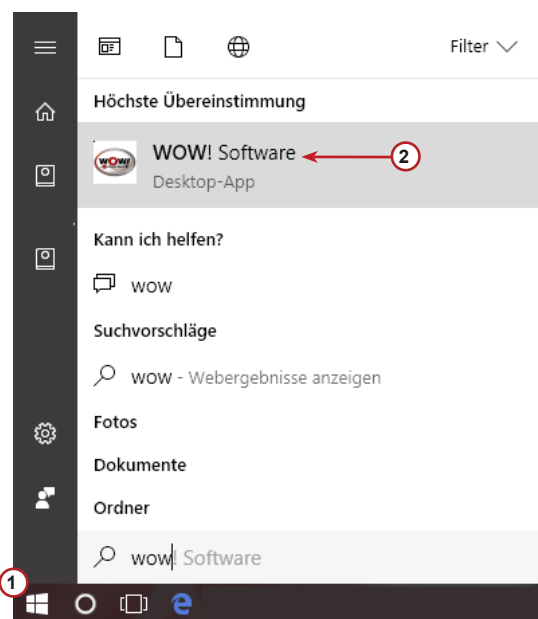 Filter
Höchste Übereinstimmung
WOW! Software
2
WOW!
Desktop-App
Kann ich helfen?
wow
Suchvorschläge
wow - Webergebnisse anzeigen
Fotos
Dokumente
Ordner
wow! Software
1